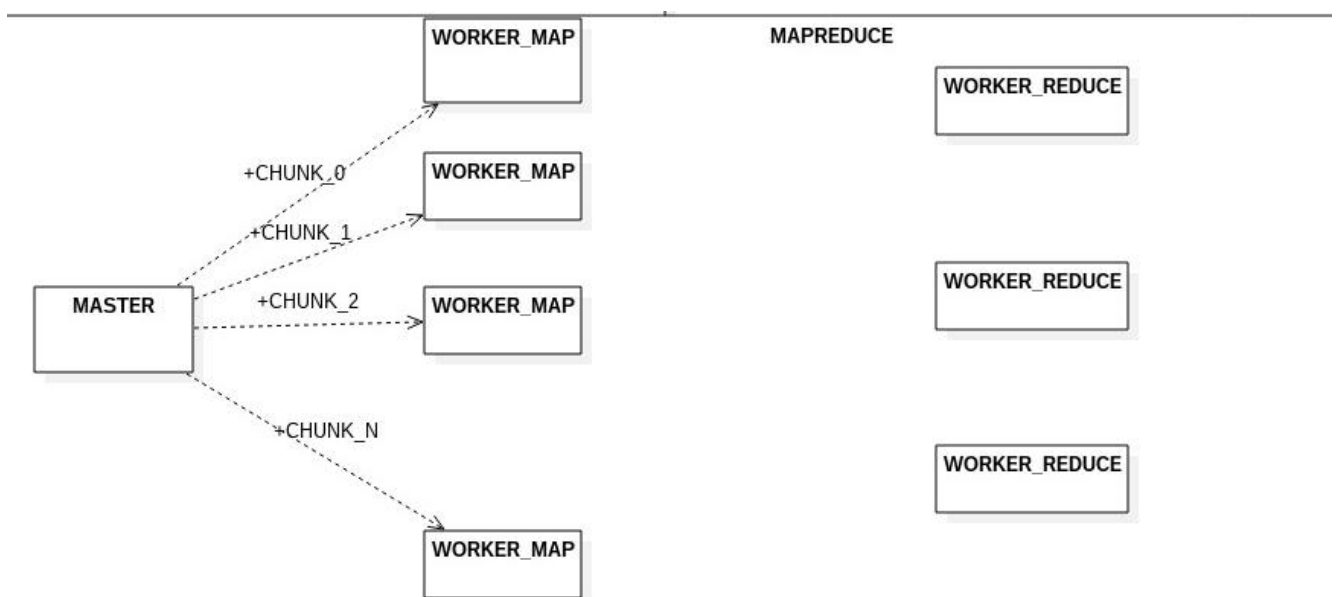 WORKER_MAP
MAPREDUCE
WORKER_REDUCE
+CHUNK_0
WORKER_MAP
+CHUNK_1
MASTER
+CHUNK_2
WORKER_MAP
WORKER_REDUCE
+CHUNK_N
WORKER_REDUCE
WORKER_MAP